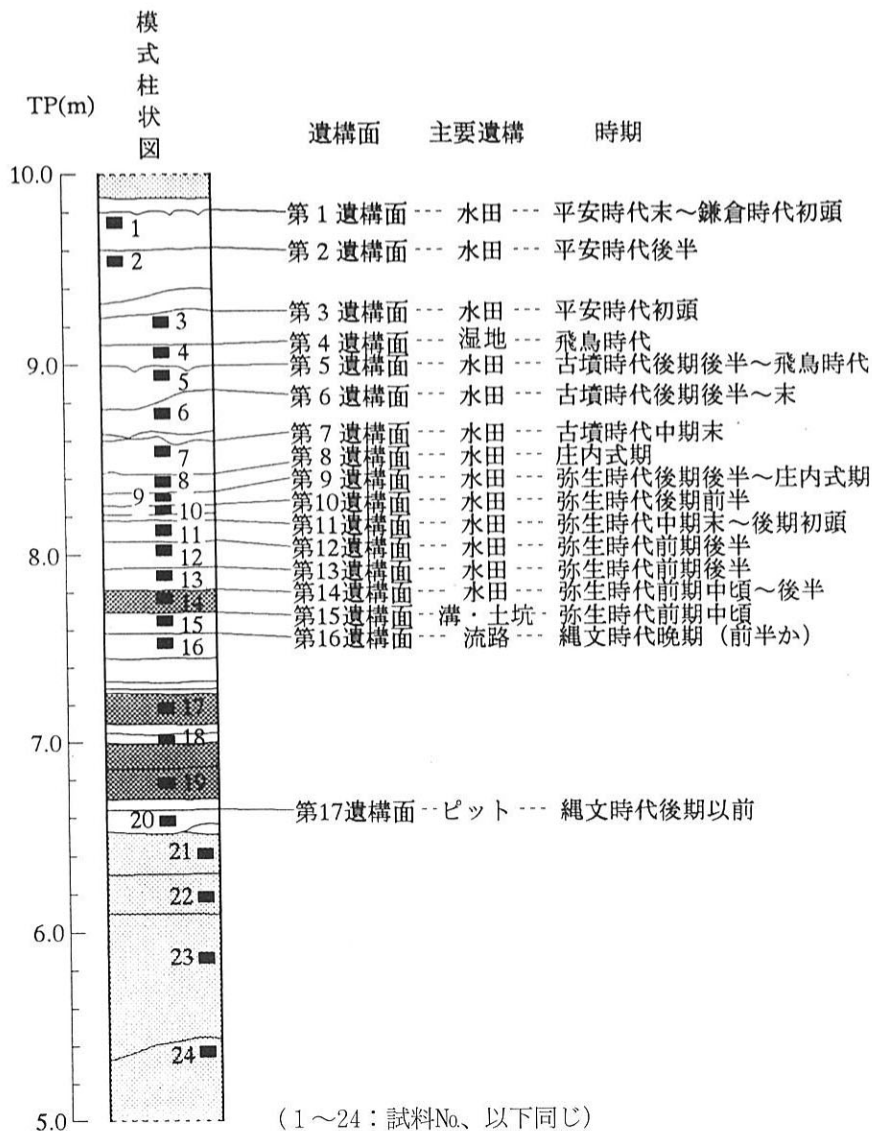 模式柱状図
TP(m)
遺構面 主要遺構 時期
10.0
第1遺構面 --- 水田 --- 平安時代末～鎌倉時代初頭
1
第2遺構面 --- 水田 --- 平安時代後半
2
第3遺構面 --- 水田 --- 平安時代初頭
3
第4遺構面 --- 湿地 --- 飛鳥時代
4
9.0
第5遺構面 --- 水田 --- 古墳時代後期後半～飛鳥時代
5
第6遺構面 --- 水田 --- 古墳時代後期後半～末
6
第7遺構面 --- 水田 --- 古墳時代中期末
7
第8遺構面 --- 水田 --- 庄内式期
8
第9遺構面 --- 水田 --- 弥生時代後期後半～庄内式期
9
第10遺構面 --- 水田 --- 弥生時代後期前半
10
第11遺構面 --- 水田 --- 弥生時代中期末～後期初頭
11
第12遺構面 --- 水田 --- 弥生時代前期後半
8.0
12
第13遺構面 --- 水田 --- 弥生時代前期後半
13
第14遺構面 --- 水田 --- 弥生時代前期中頃～後半
14
第15遺構面 --- 溝・土坑 --- 弥生時代前期中頃
15
第16遺構面 --- 流路 --- 縄文時代晩期（前半か）
16
17
7.0
18
19
第17遺構面 -- ピット --- 縄文時代後期以前
20
21
22
6.0
23
24
5.0
（1～24：試料№、以下同じ）